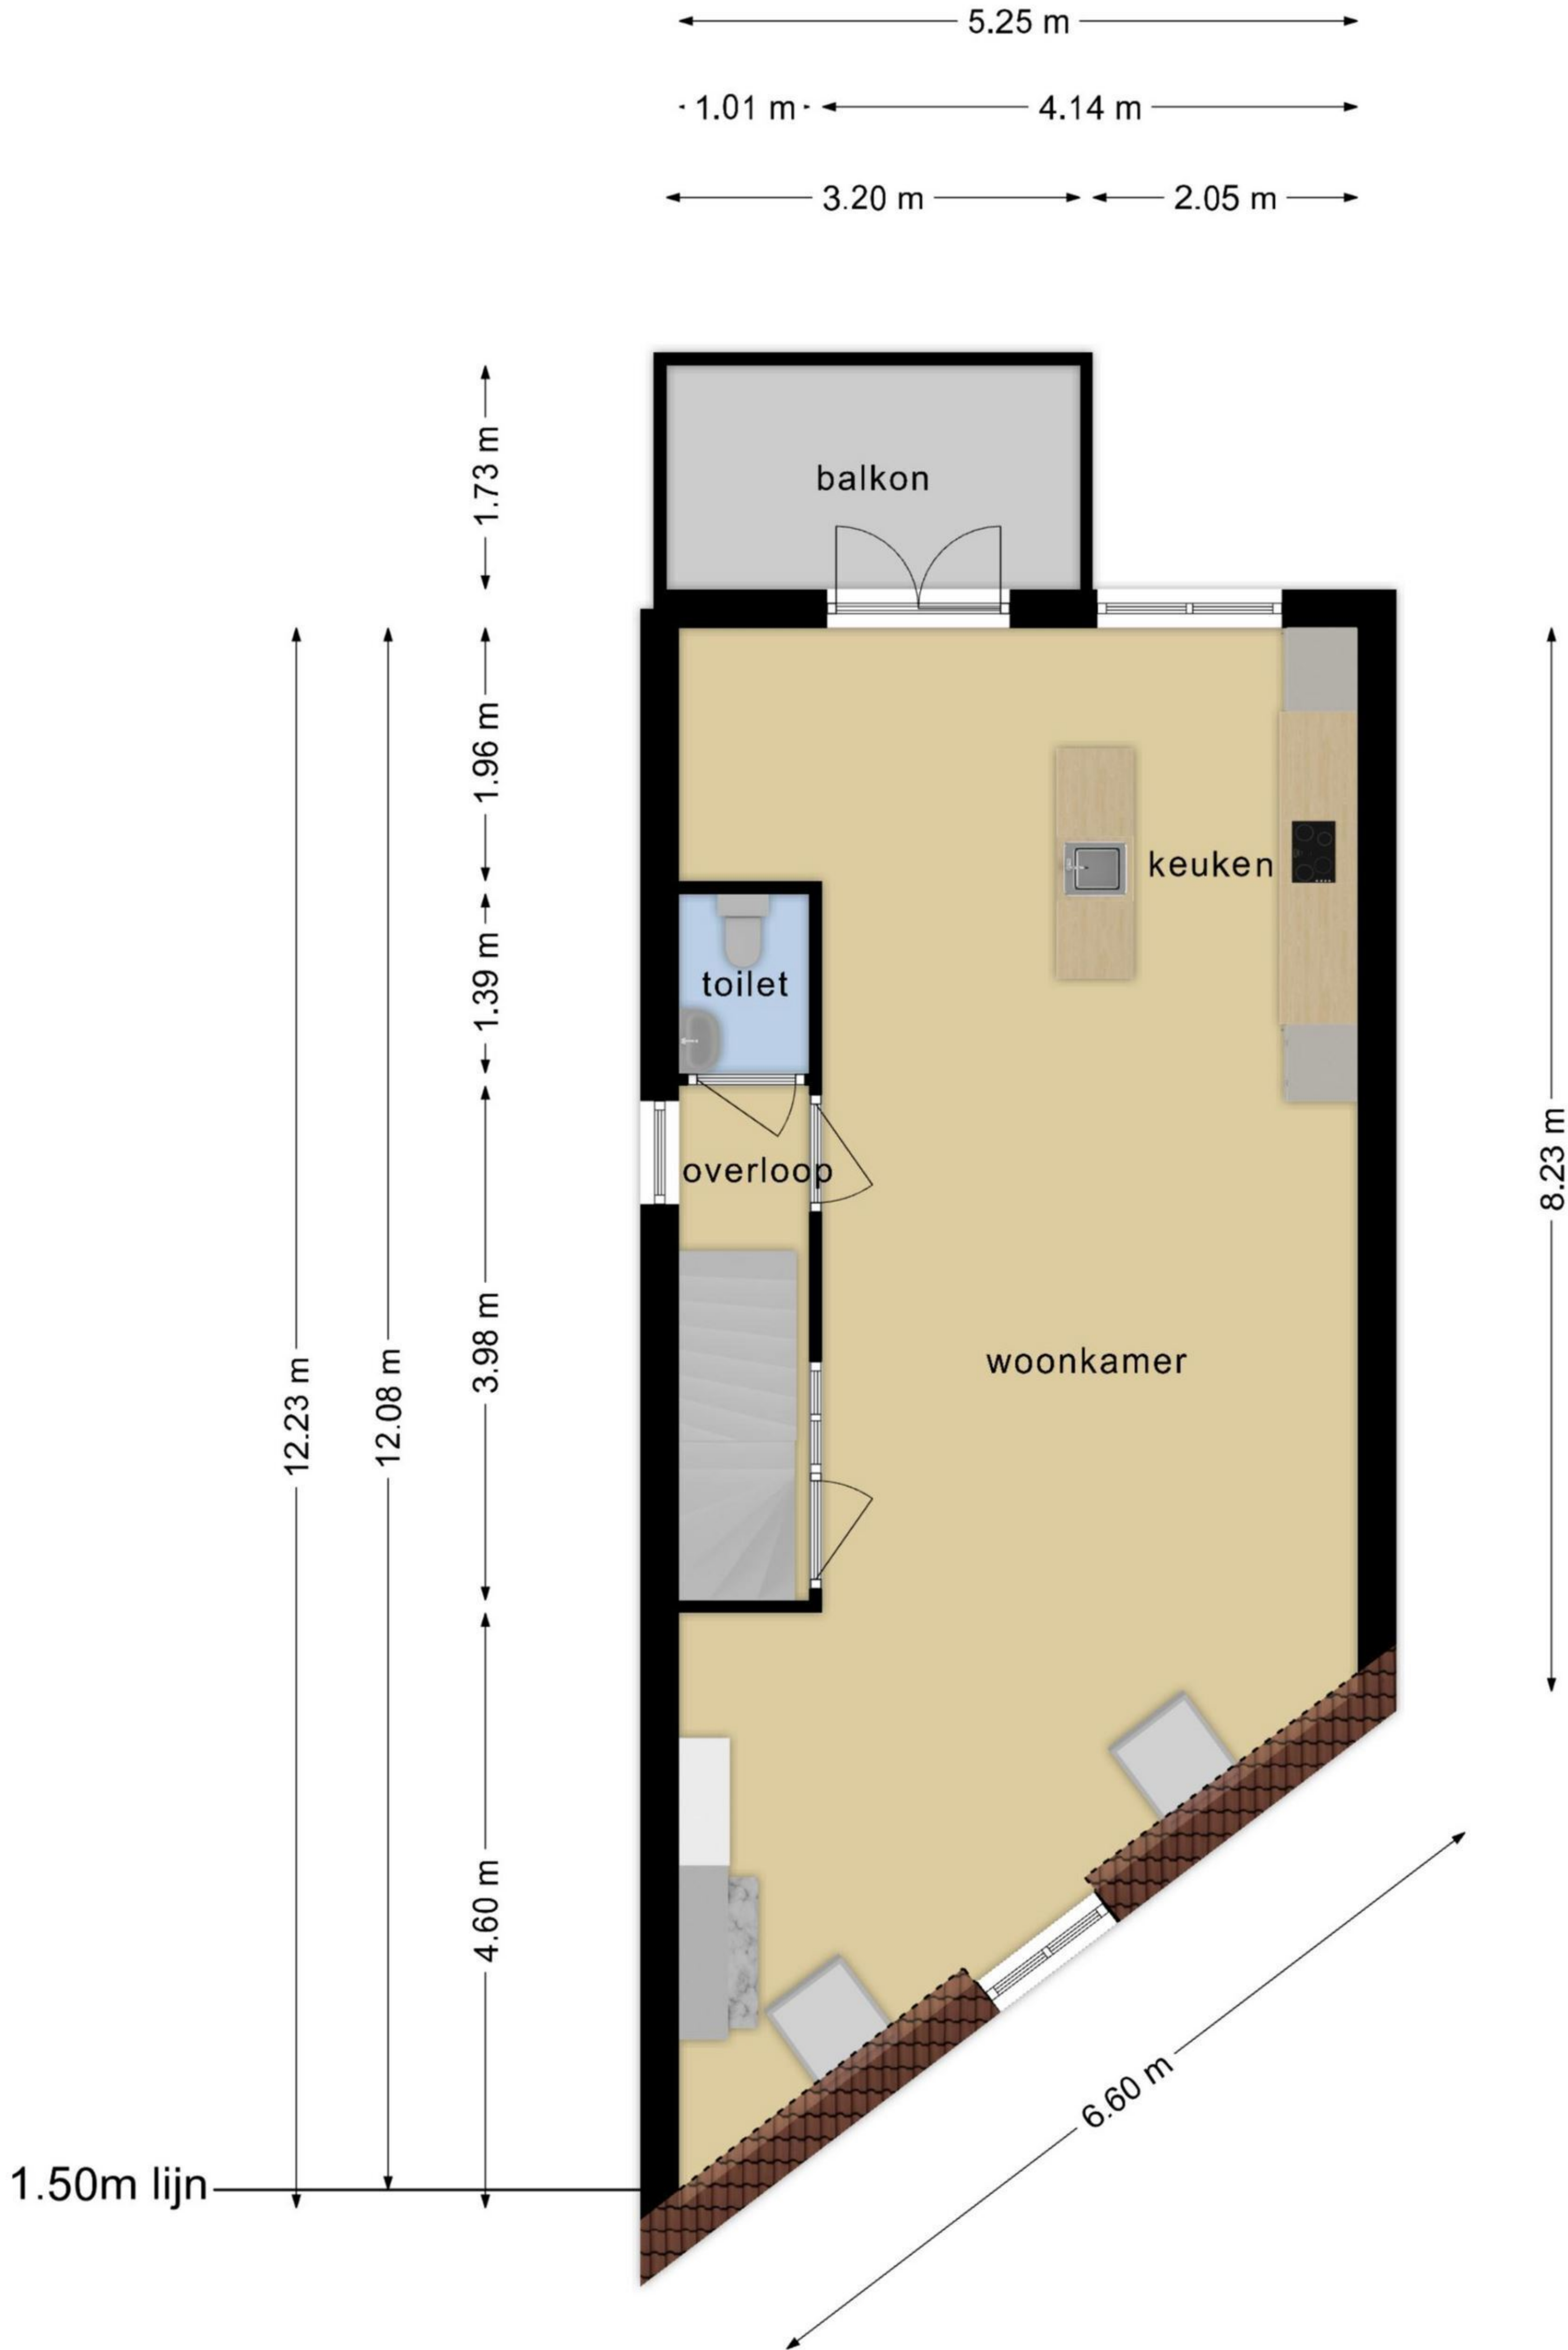 5.25 m
1.01 m
4.14 m
3.20 m
2.05 m
1.73 m
balkon
1.96 m
keuken
1.39 m
toilet
overloop
8.23 m
3.98 m
woonkamer
12.23 m
12.08 m
4.60 m
6.60 m
1.50m lijn